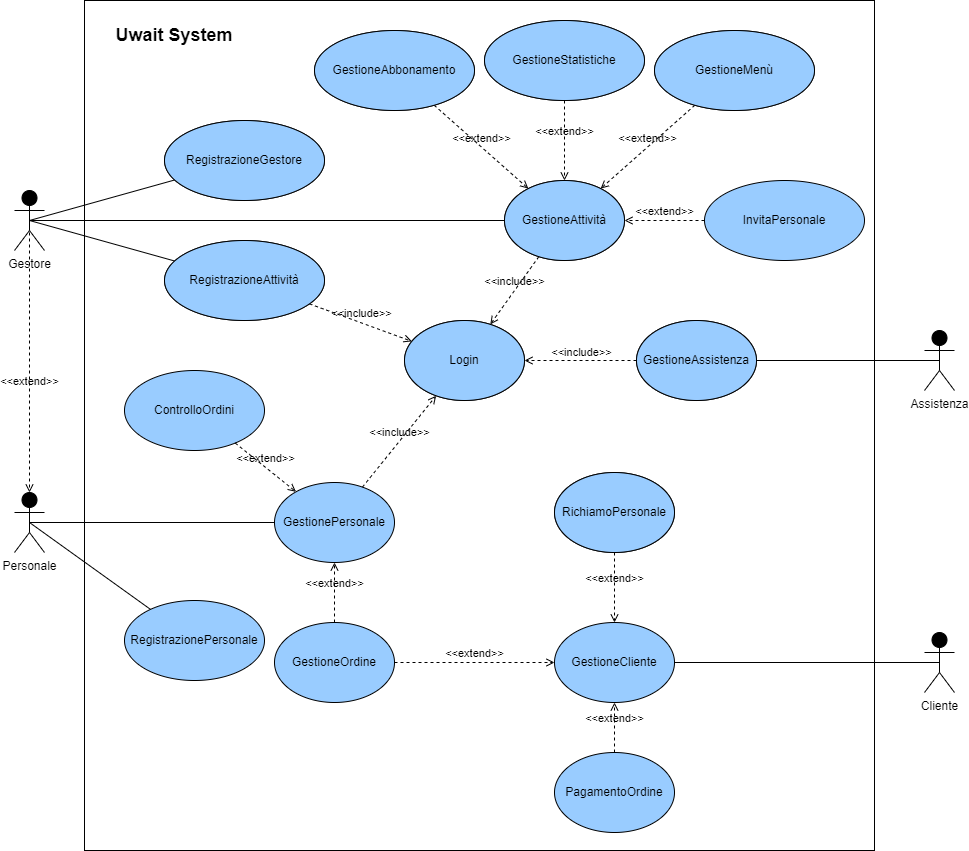 Uwait System
GestioneAbbonamento
GestioneStatistiche
GestioneMenù
<<extend>>
<<extend>>
<<extend>>
RegistrazioneGestore
GestioneAttività
<<extend>>
InvitaPersonale
Gestore
RegistrazioneAttività
<<include>>
<<include>>
Login
<<include>>
GestioneAssistenza
Assistenza
<<extend>>
ControlloOrdini
<<include>>
<<extend>>
GestionePersonale
RichiamoPersonale
Personale
<<extend>>
<<extend>>
RegistrazionePersonale
GestioneOrdine
<<extend>>
GestioneCliente
Cliente
<<extend>>
PagamentoOrdine